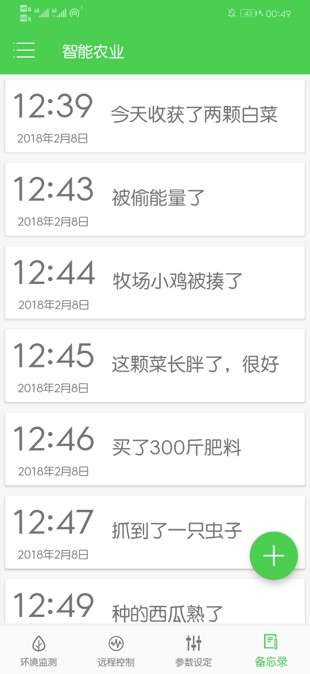 43
00:49
智能农业
12:39
今天收获了两颗白菜
2018年2月8日
12:43
被偷能量了
2018年2月8日
12:44
牧场小鸡被揍了
2018年2月8日
12:45
这颗菜长胖了，很好
2018年2月8日
12:46
买了300斤肥料
2018年2月8日
12:47
抓到了一只虫子
2018年2月8日
12:49
种的西瓜熟了
环境监测
远程控制
参数设定
备忘录